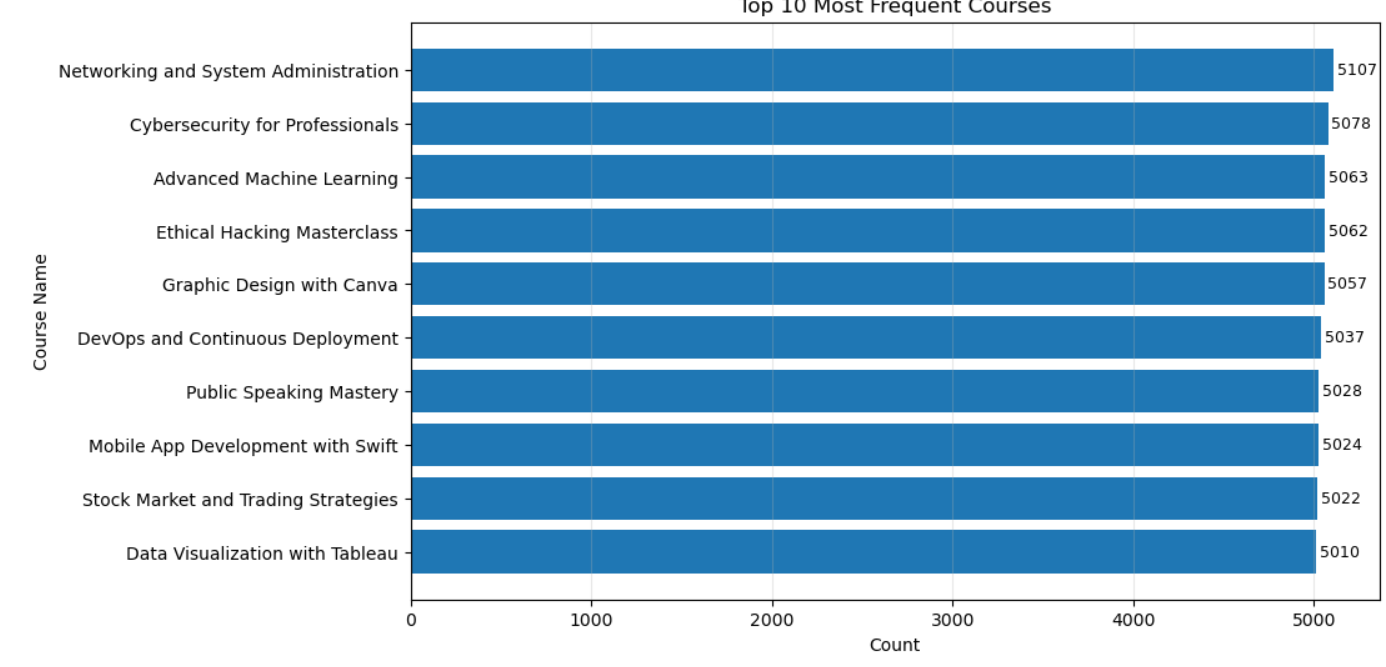 Top 10 Most Frequent Courses
Networking and System Administration 5107
Cybersecurity for Professionals 5078
Advanced Machine Learning 5063
Ethical Hacking Masterclass 5062
Graphic Design with Canva 5057
DevOps and Continuous Deployment 5037
Public Speaking Mastery 5028
Mobile App Development with Swift 5024
Stock Market and Trading Strategies 5022
Data Visualization with Tableau 5010
Course Name
0 1000 2000 3000 4000 5000
Count